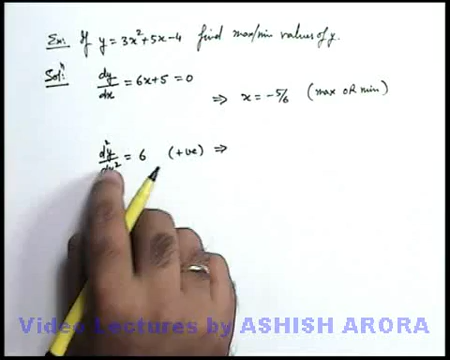 Ex: If y = 3x²+5x-4 find max/min values of y.
Solⁿ: dy/dx = 6x+5 = 0
⇒ x = -5/6 (max OR min)
d²y/dx² = 6 (+ve) ⇒
Video Lectures by ASHISH ARORA